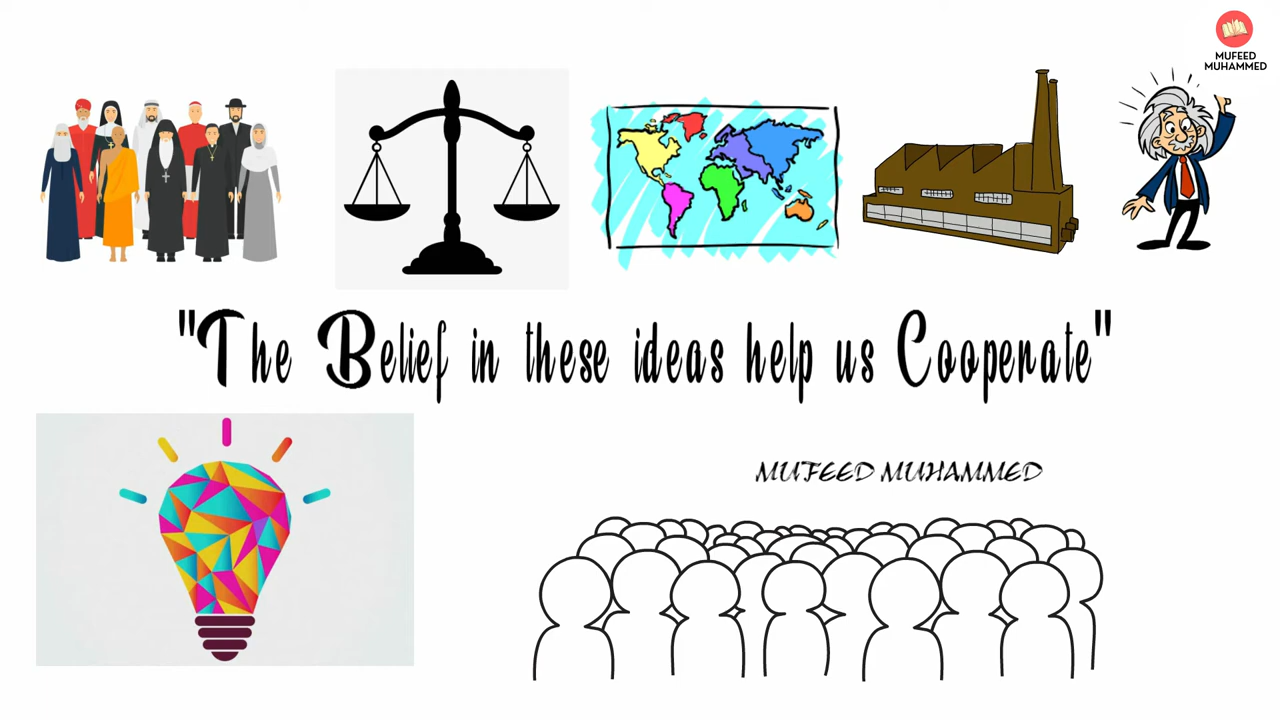 MUFEED
MUHAMMED
"The Belief in these ideas help us Cooperate"
MUFEED MUHAMMED